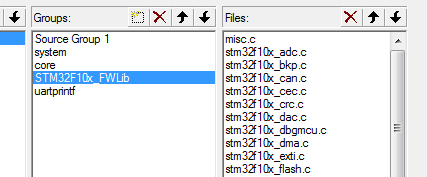 Groups:
Source Group 1
system
core
STM32F10x_FWLib
uartprintf
Files:
misc.c
stm32f10x_adc.c
stm32f10x_bkp.c
stm32f10x_can.c
stm32f10x_cec.c
stm32f10x_crc.c
stm32f10x_dac.c
stm32f10x_dbgmcu.c
stm32f10x_dma.c
stm32f10x_exti.c
stm32f10x_flash.c